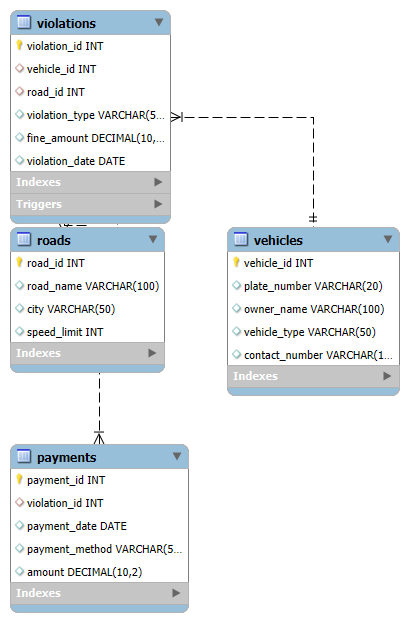 violations
violation_id INT
vehicle_id INT
road_id INT
violation_type VARCHAR(5...
fine_amount DECIMAL(10,...
violation_date DATE
Indexes
Triggers
roads
road_id INT
road_name VARCHAR(100)
city VARCHAR(50)
speed_limit INT
Indexes
vehicles
vehicle_id INT
plate_number VARCHAR(20)
owner_name VARCHAR(100)
vehicle_type VARCHAR(50)
contact_number VARCHAR(1...
Indexes
payments
payment_id INT
violation_id INT
payment_date DATE
payment_method VARCHAR(5...
amount DECIMAL(10,2)
Indexes